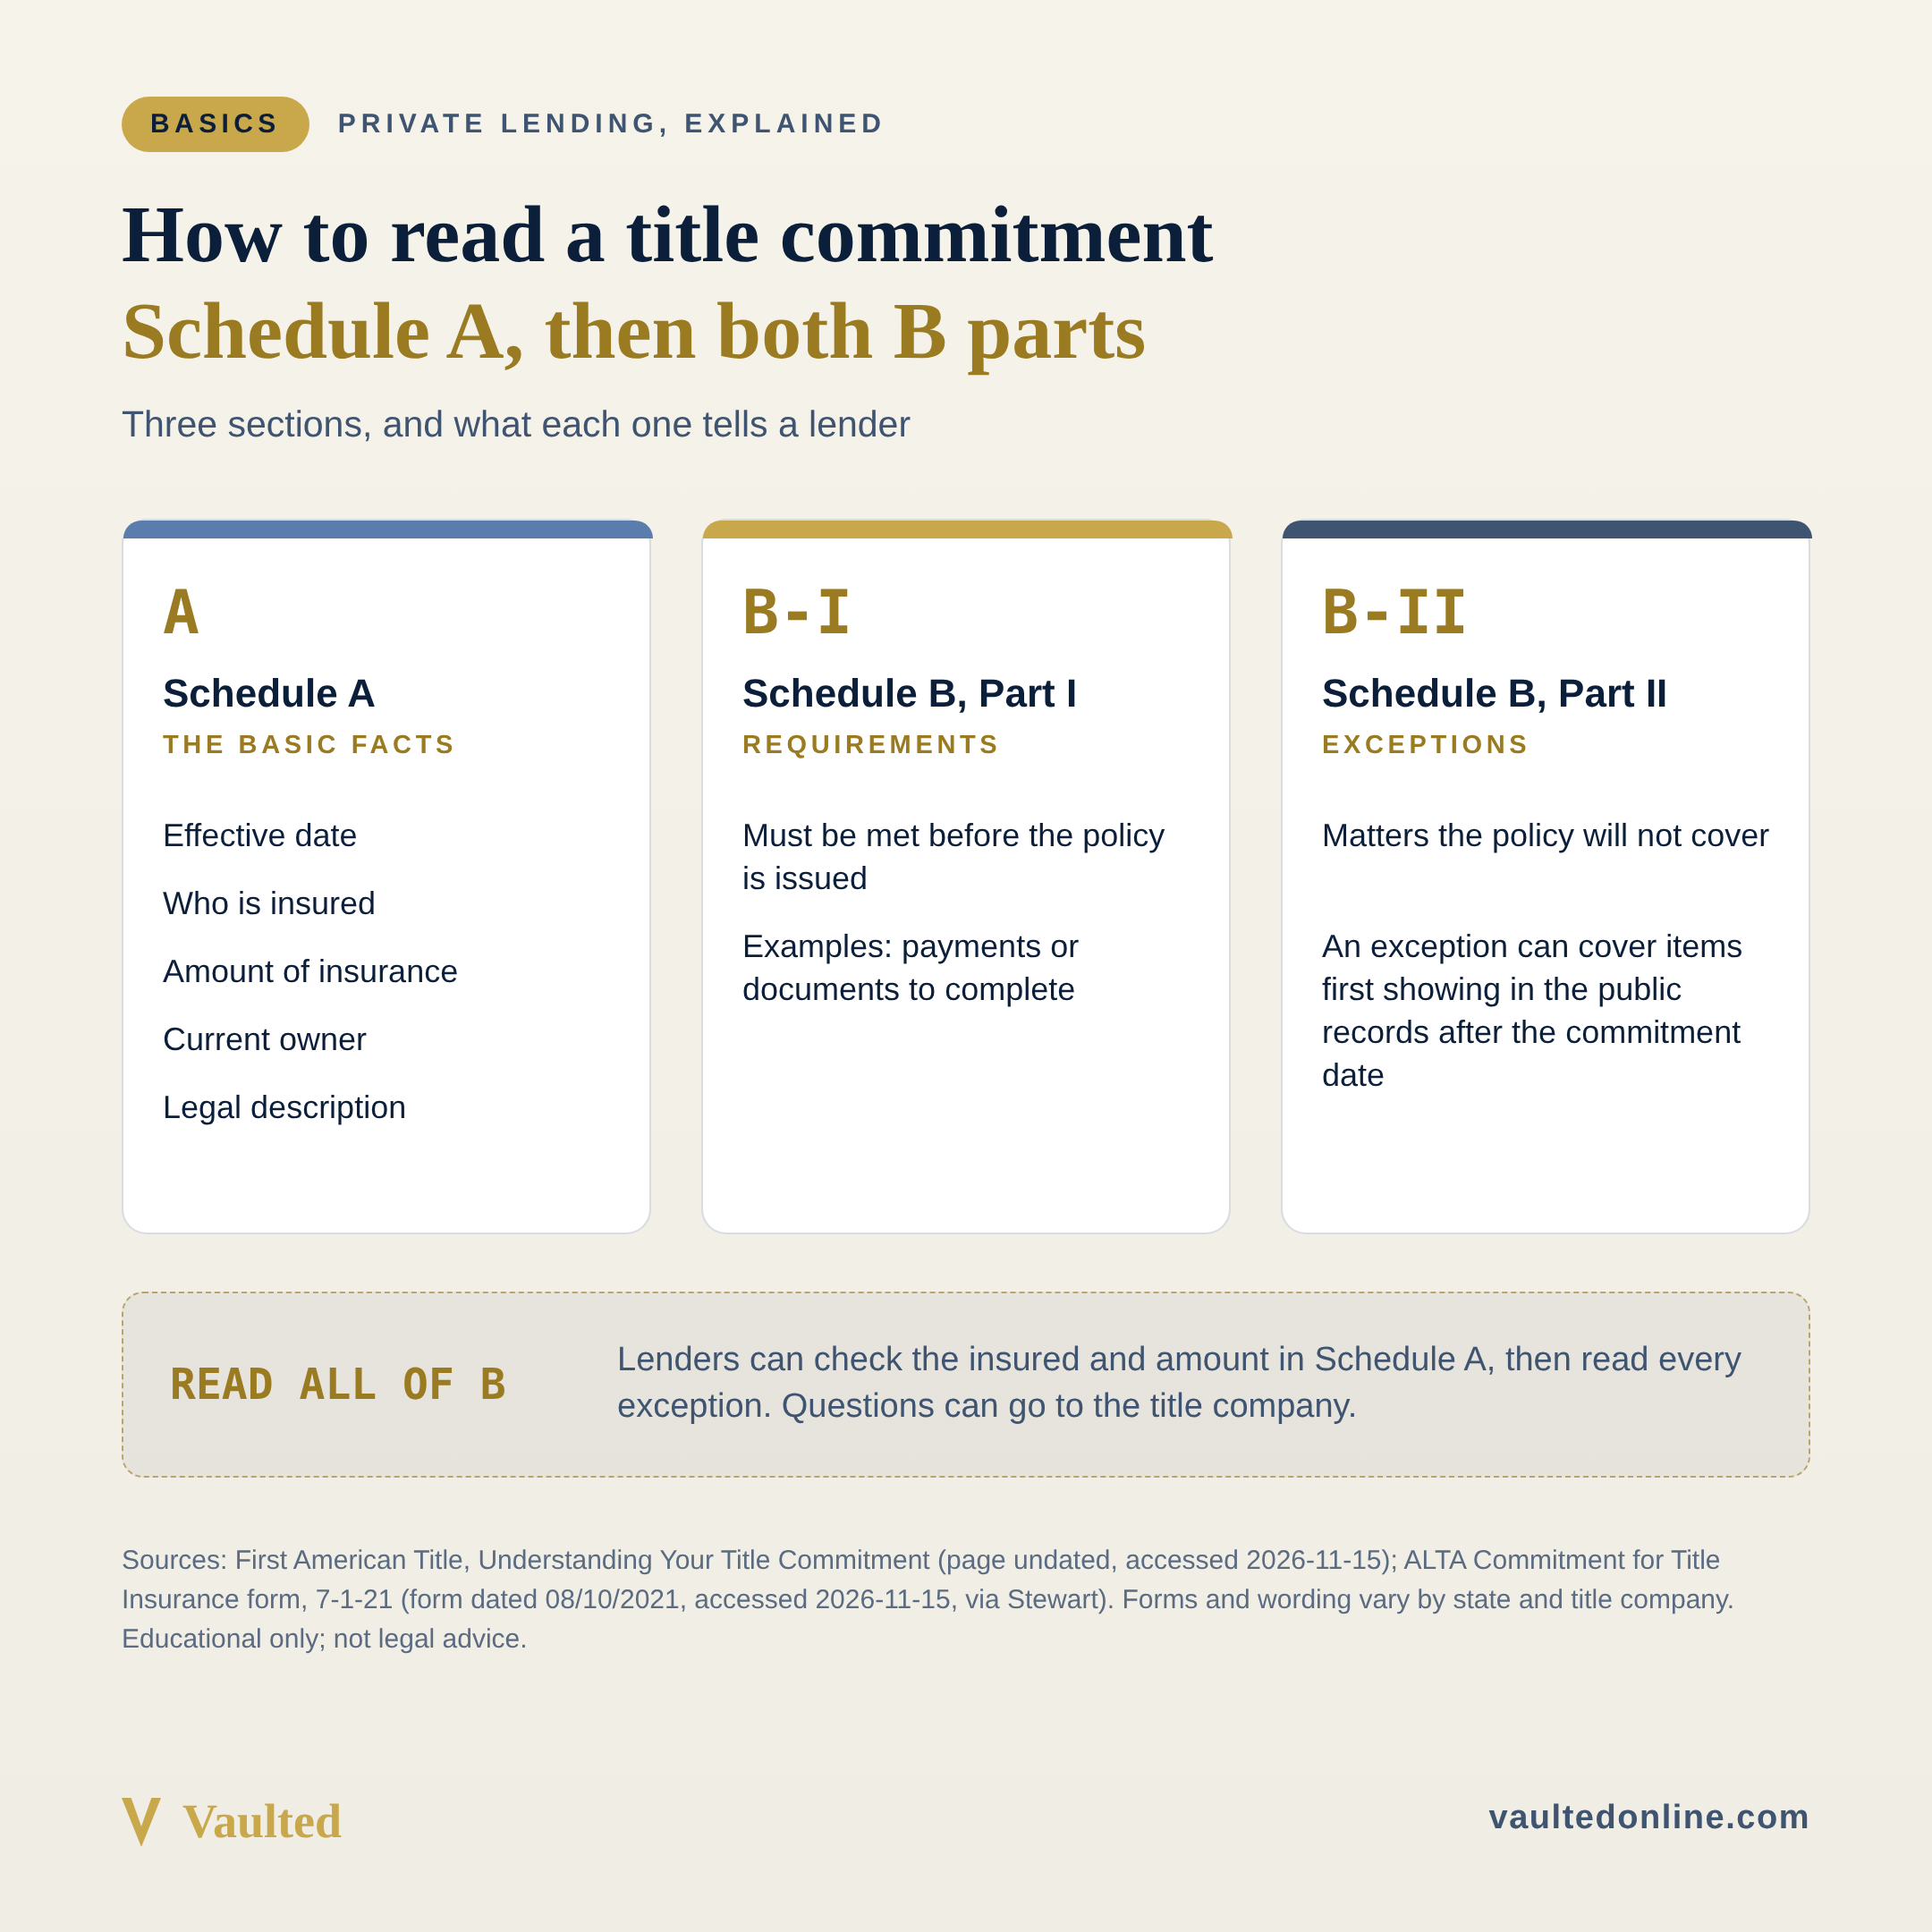 BASICS PRIVATE LENDING, EXPLAINED
How to read a title commitment
Schedule A, then both B parts
Three sections, and what each one tells a lender
A
Schedule A
THE BASIC FACTS
Effective date
Who is insured
Amount of insurance
Current owner
Legal description
B-I
Schedule B, Part I
REQUIREMENTS
Must be met before the policy
is issued
Examples: payments or
documents to complete
B-II
Schedule B, Part II
EXCEPTIONS
Matters the policy will not cover
An exception can cover items
first showing in the public
records after the commitment
date
READ ALL OF B
Lenders can check the insured and amount in Schedule A, then read every
exception. Questions can go to the title company.
Sources: First American Title, Understanding Your Title Commitment (page undated, accessed 2026-11-15); ALTA Commitment for Title
Insurance form, 7-1-21 (form dated 08/10/2021, accessed 2026-11-15, via Stewart). Forms and wording vary by state and title company.
Educational only; not legal advice.
Vaulted
vaultedonline.com